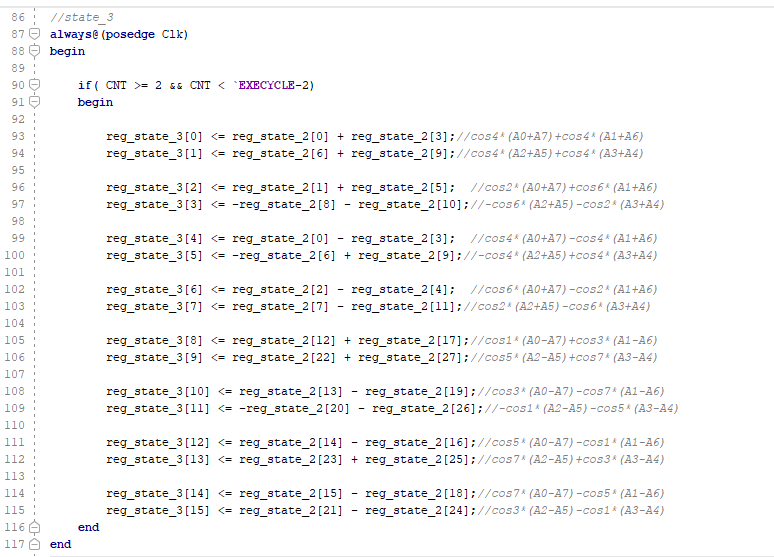 86 //state_3
87 always@(posedge Clk)
88 begin
89
90 if( CNT >= 2 && CNT < `EXECYCLE-2)
91 begin
92
93 reg_state_3[0] <= reg_state_2[0] + reg_state_2[3];//cos4*(A0+A7)+cos4*(A1+A6)
94 reg_state_3[1] <= reg_state_2[6] + reg_state_2[9];//cos4*(A2+A5)+cos4*(A3+A4)
95
96 reg_state_3[2] <= reg_state_2[1] + reg_state_2[5]; //cos2*(A0+A7)+cos6*(A1+A6)
97 reg_state_3[3] <= -reg_state_2[8] - reg_state_2[10];//-cos6*(A2+A5)-cos2*(A3+A4)
98
99 reg_state_3[4] <= reg_state_2[0] - reg_state_2[3]; //cos4*(A0+A7)-cos4*(A1+A6)
100 reg_state_3[5] <= -reg_state_2[6] + reg_state_2[9];//-cos4*(A2+A5)+cos4*(A3+A4)
101
102 reg_state_3[6] <= reg_state_2[2] - reg_state_2[4]; //cos6*(A0+A7)-cos2*(A1+A6)
103 reg_state_3[7] <= reg_state_2[7] - reg_state_2[11];//cos2*(A2+A5)-cos6*(A3+A4)
104
105 reg_state_3[8] <= reg_state_2[12] + reg_state_2[17];//cos1*(A0-A7)+cos3*(A1-A6)
106 reg_state_3[9] <= reg_state_2[22] + reg_state_2[27];//cos5*(A2-A5)+cos7*(A3-A4)
107
108 reg_state_3[10] <= reg_state_2[13] - reg_state_2[19];//cos3*(A0-A7)-cos7*(A1-A6)
109 reg_state_3[11] <= -reg_state_2[20] - reg_state_2[26];//-cos1*(A2-A5)-cos5*(A3-A4)
110
111 reg_state_3[12] <= reg_state_2[14] - reg_state_2[16];//cos5*(A0-A7)-cos1*(A1-A6)
112 reg_state_3[13] <= reg_state_2[23] + reg_state_2[25];//cos7*(A2-A5)+cos3*(A3-A4)
113
114 reg_state_3[14] <= reg_state_2[15] - reg_state_2[18];//cos7*(A0-A7)-cos5*(A1-A6)
115 reg_state_3[15] <= reg_state_2[21] - reg_state_2[24];//cos3*(A2-A5)-cos1*(A3-A4)
116 end
117 end